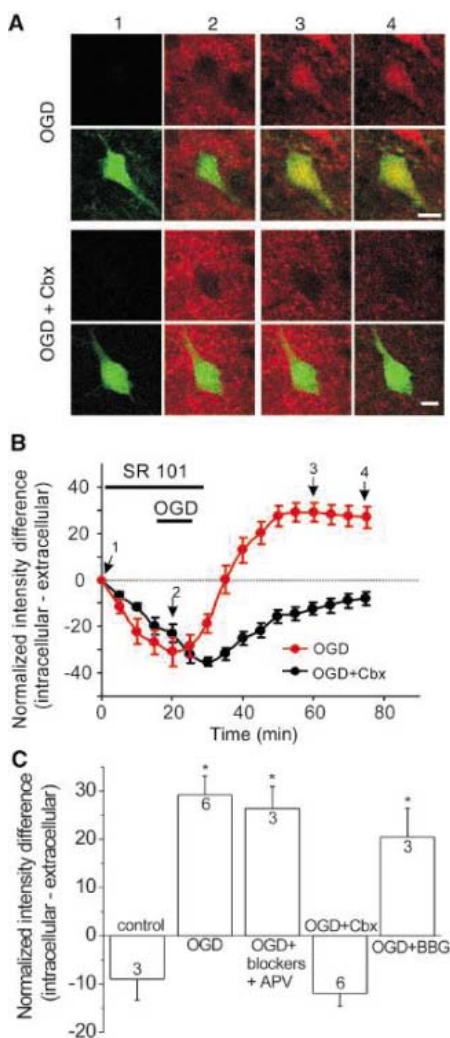 A
1 2 3 4
OGD
OGD + Cbx
B
Normalized intensity difference
(intracellular - extracellular)
40
20
0
-20
-40
SR 101
OGD
1
2
3
4
OGD
OGD+Cbx
0 20 40 60 80
Time (min)
C
Normalized intensity difference
(intracellular - extracellular)
30
20
10
0
-10
-20
control
3
*
6
OGD
*
3
OGD+
blockers
+ APV
OGD+Cbx
6
*
3
OGD+BBG